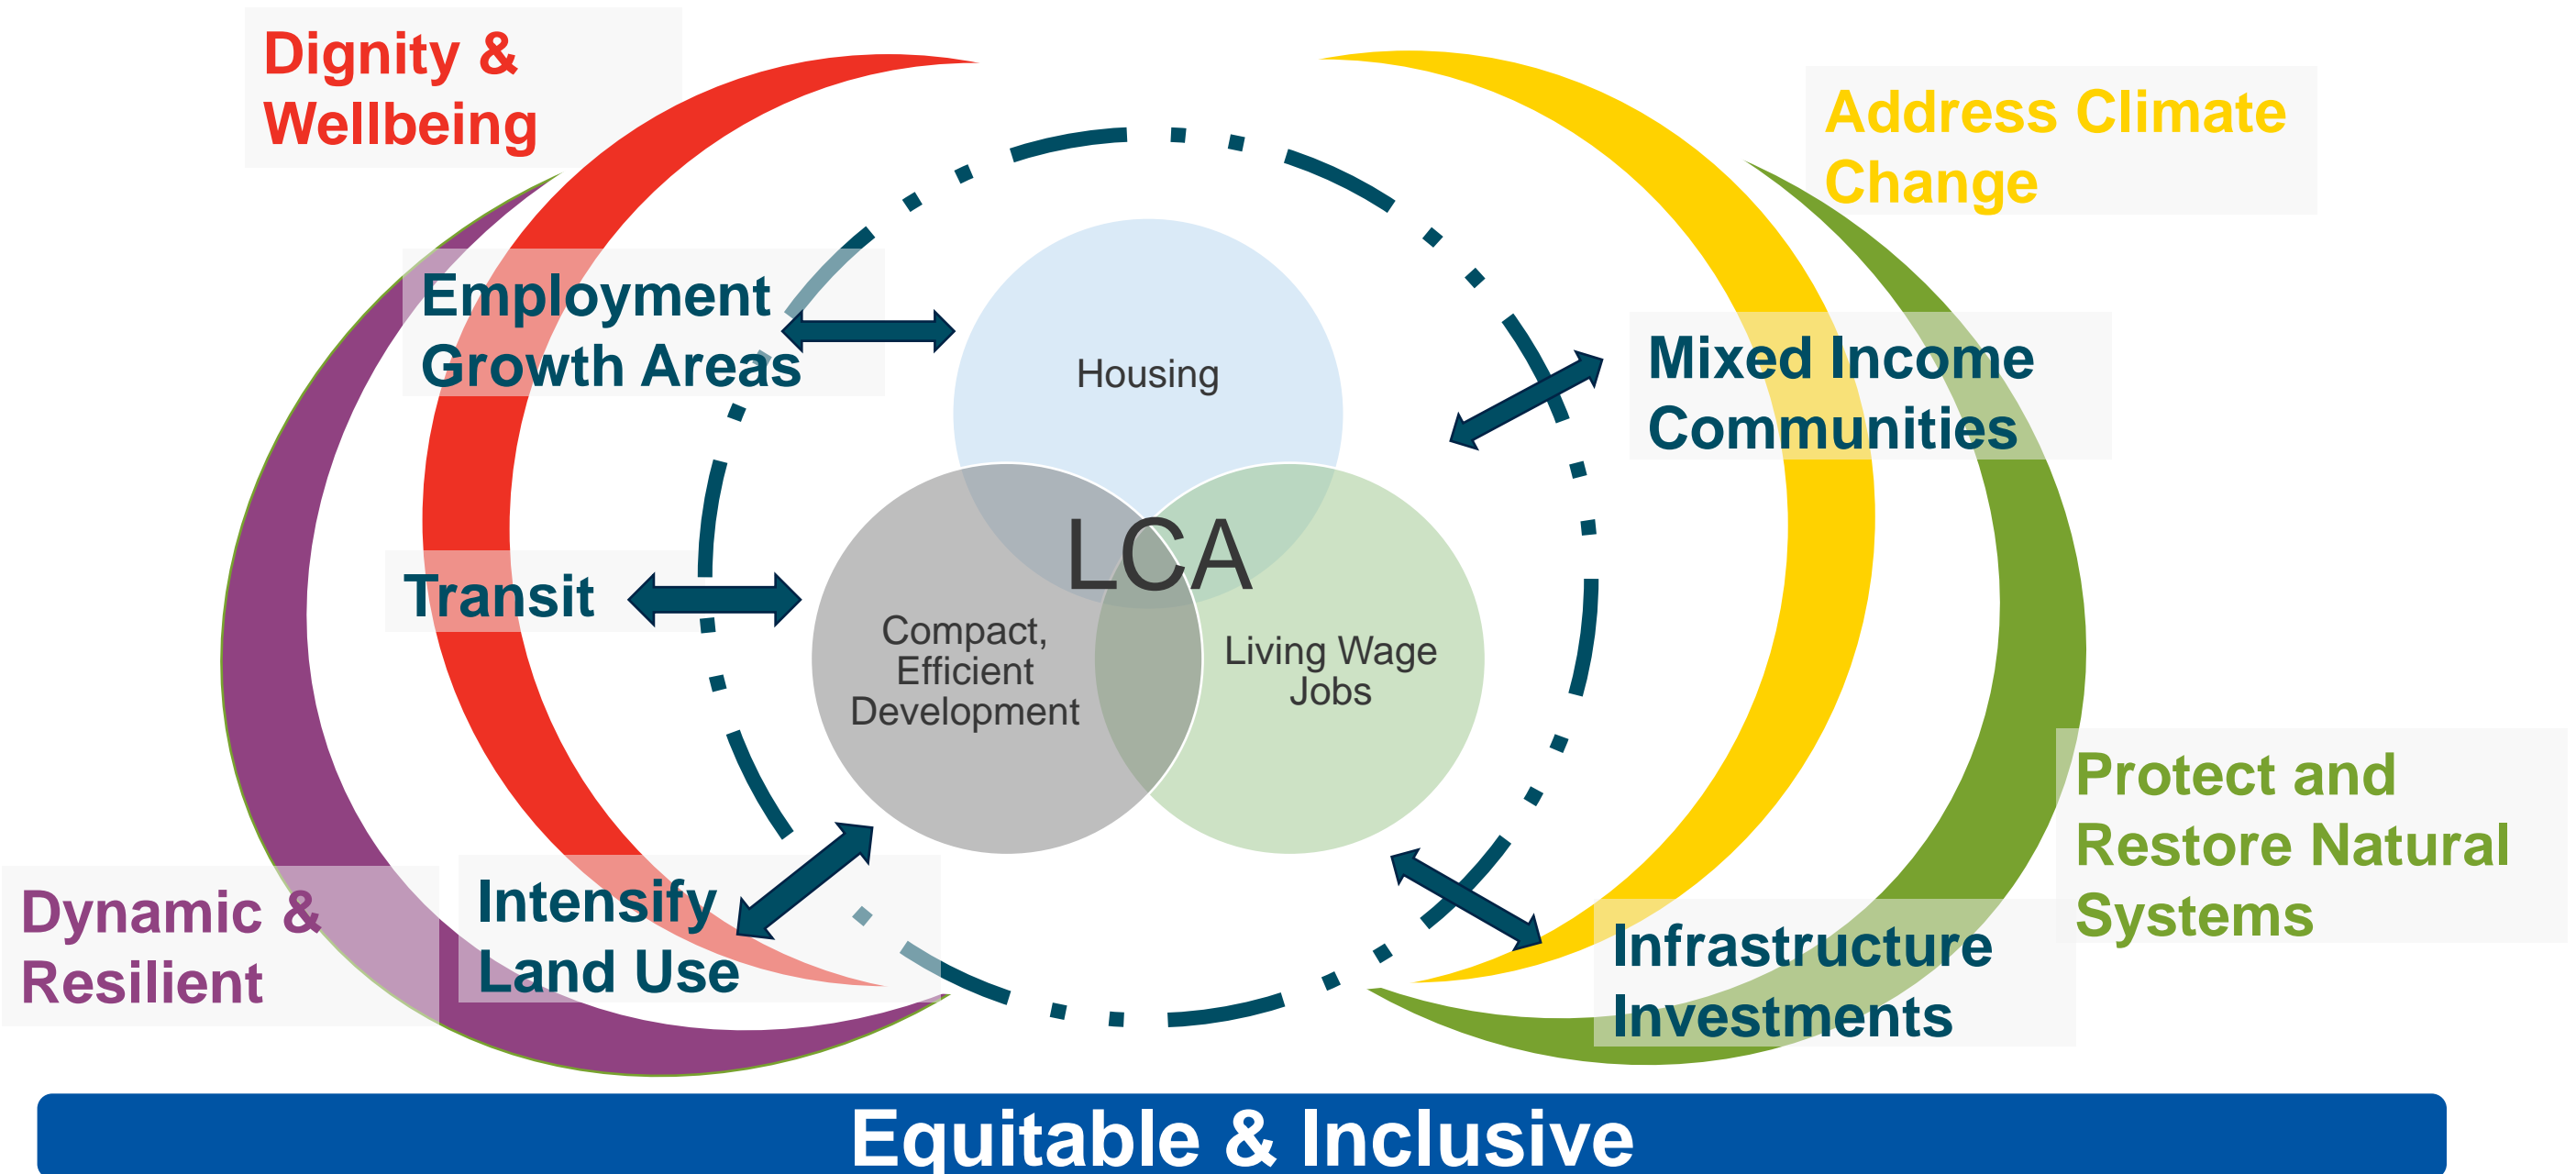 Dignity &
Wellbeing
Address Climate
Change
Employment
Growth Areas
Housing
Mixed Income
Communities
LCA
Transit
Compact,
Efficient
Development
Living Wage
Jobs
Protect and
Restore Natural
Systems
Dynamic &
Resilient
Intensify
Land Use
Infrastructure
Investments
Equitable & Inclusive